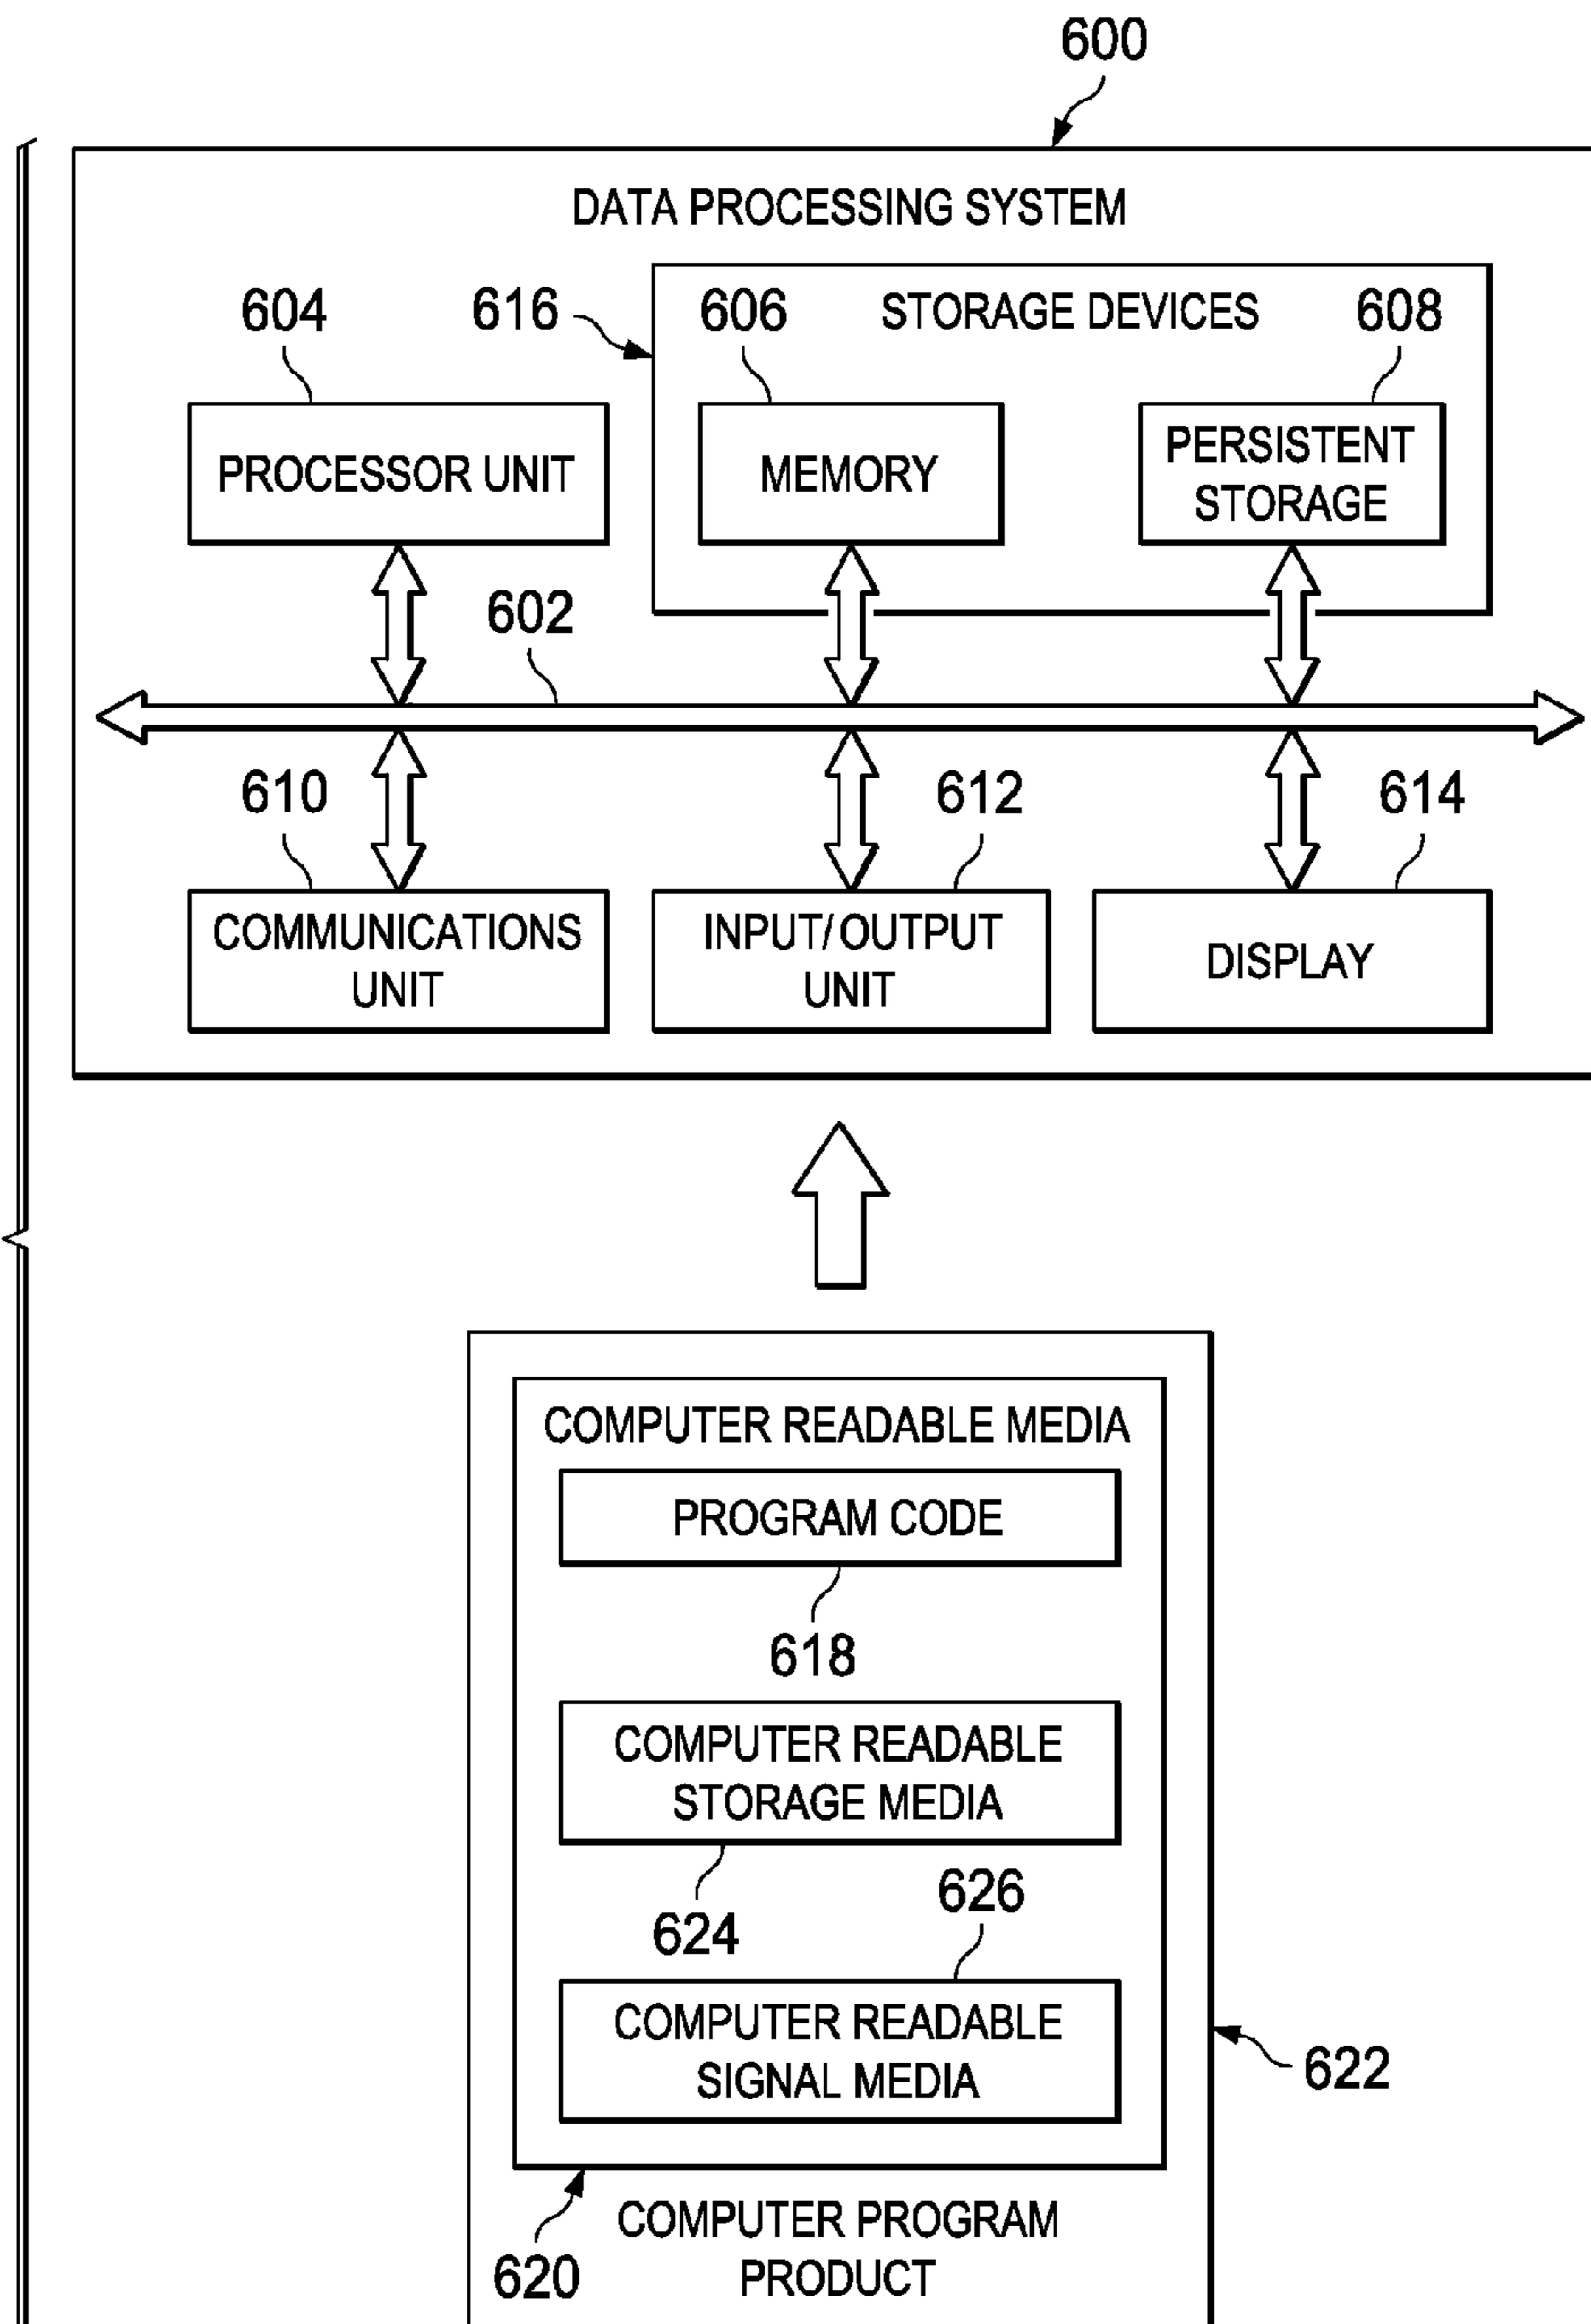 600
DATA PROCESSING SYSTEM
604
616
606
STORAGE DEVICES
608
PROCESSOR UNIT
MEMORY
PERSISTENT
STORAGE
602
610
612
614
COMMUNICATIONS
UNIT
INPUT/OUTPUT
UNIT
DISPLAY
COMPUTER READABLE MEDIA
PROGRAM CODE
618
COMPUTER READABLE
STORAGE MEDIA
624
626
COMPUTER READABLE
SIGNAL MEDIA
622
620
COMPUTER PROGRAM
PRODUCT